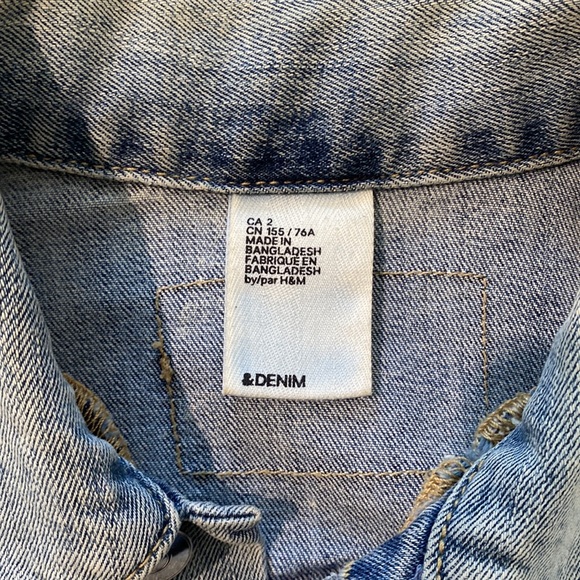 CA 2
CN 155 / 76A
MADE IN
BANGLADESH
FABRIQUE EN
BANGLADESH
by/par H&M
&DENIM